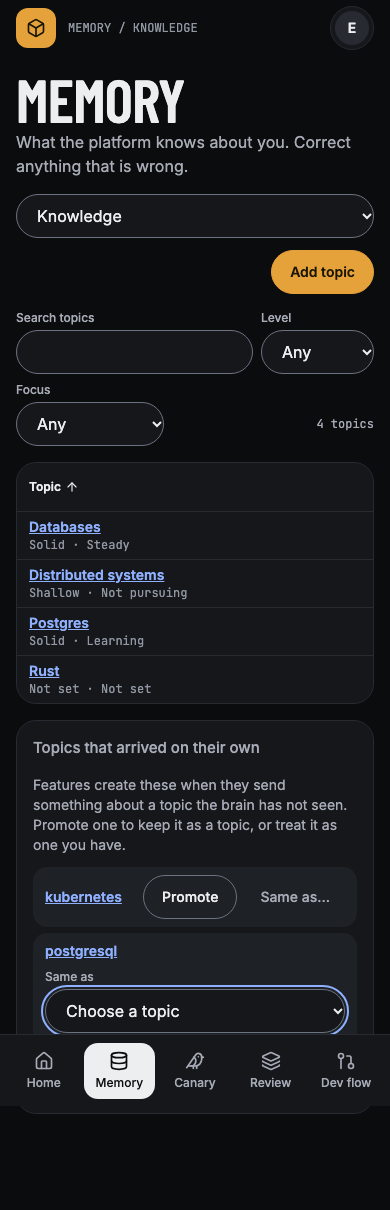 MEMORY / KNOWLEDGE
E
MEMORY
What the platform knows about you. Correct
anything that is wrong.
Knowledge
Add topic
Search topics
Level
Any
Focus
Any
4 topics
Topic ↑
Databases
Solid · Steady
Distributed systems
Shallow · Not pursuing
Postgres
Solid · Learning
Rust
Not set · Not set
Topics that arrived on their own
Features create these when they send
something about a topic the brain has not seen.
Promote one to keep it as a topic, or treat it as
one you have.
kubernetes
Promote
Same as...
postgresql
Same as
Choose a topic
Home
Memory
Canary
Review
Dev flow